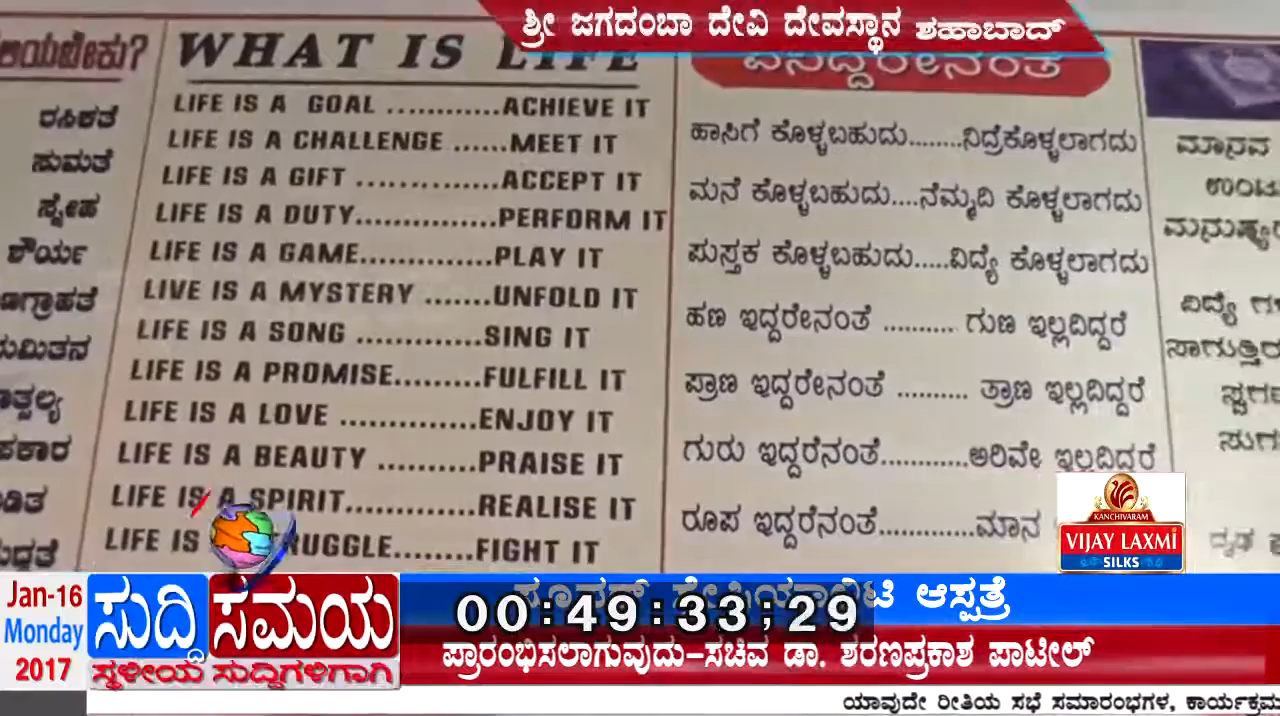 ಶ್ರೀ ಜಗದಂಬಾ ದೇವಿ ದೇವಸ್ಥಾನ ಶಹಾಬಾದ್
WHAT IS LIFE
LIFE IS A GOAL ...........ACHIEVE IT
LIFE IS A CHALLENGE ......MEET IT
LIFE IS A GIFT ..............ACCEPT IT
LIFE IS A DUTY..............PERFORM IT
LIFE IS A GAME..............PLAY IT
LIVE IS A MYSTERY .......UNFOLD IT
LIFE IS A SONG .............SING IT
LIFE IS A PROMISE.........FULFILL IT
LIFE IS A LOVE ..............ENJOY IT
LIFE IS A BEAUTY ..........PRAISE IT
LIFE IS A SPIRIT.............REALISE IT
LIFE IS RUGGLE........FIGHT IT
ರಸಿಕತೆ
ಸುಮತೆ
ಸ್ನೇಹ
ಶೌರ್ಯ
ಹಾಸಿಗೆ ಕೊಳ್ಳಬಹುದು........ನಿದ್ರೆಕೊಳ್ಳಲಾಗದು
ಮನೆ ಕೊಳ್ಳಬಹುದು....ನೆಮ್ಮದಿ ಕೊಳ್ಳಲಾಗದು
ಪುಸ್ತಕ ಕೊಳ್ಳಬಹುದು.....ವಿದ್ಯೆ ಕೊಳ್ಳಲಾಗದು
ಹಣ ಇದ್ದರೇನಂತೆ .......... ಗುಣ ಇಲ್ಲದಿದ್ದರೆ
ಪ್ರಾಣ ಇದ್ದರೇನಂತೆ .......... ತ್ರಾಣ ಇಲ್ಲದಿದ್ದರೆ
ಗುರು ಇದ್ದರೆನಂತೆ...........ಅರಿವೇ ಇಲ್ಲದಿದ್ದರೆ
ರೂಪ ಇದ್ದರೆನಂತೆ............ಮಾನ
ಮಾನವ
ವಿದ್ಯೆ
KANCHIVARAM
VIJAY LAXMI
SILKS
Jan-16
Monday
2017
ಸುದ್ದಿ ಸಮಯ
ಸ್ಥಳೀಯ ಸುದ್ದಿಗಳಿಗಾಗಿ
ಆಸ್ಪತ್ರೆ
00:49:33;29
ಪ್ರಾರಂಭಿಸಲಾಗುವುದು-ಸಚಿವ ಡಾ. ಶರಣಪ್ರಕಾಶ ಪಾಟೀಲ್
ಯಾವುದೇ ರೀತಿಯ ಸಭೆ ಸಮಾರಂಭಗಳ, ಕಾರ್ಯಕ್ರಮ